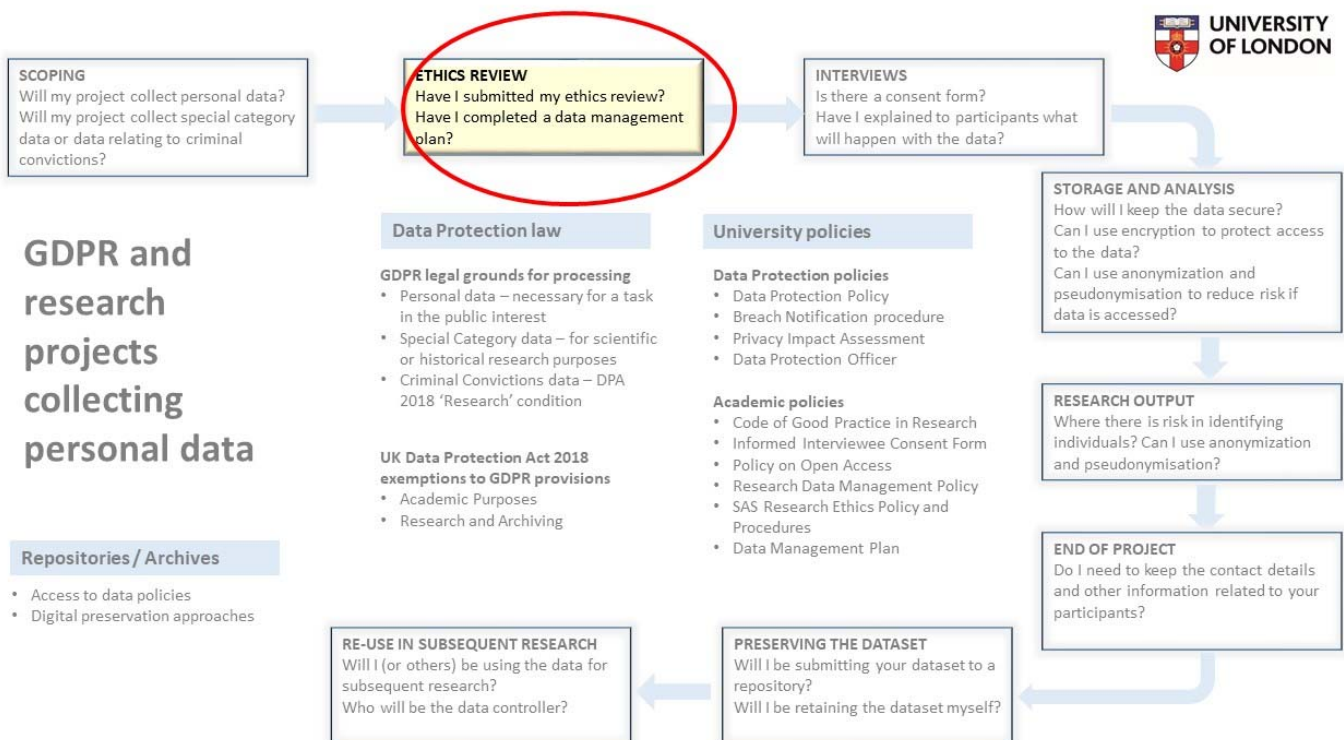 UNIVERSITY
OF LONDON
SCOPING
Will my project collect personal data?
Will my project collect special category
data or data relating to criminal
convictions?
ETHICS REVIEW
Have I submitted my ethics review?
Have I completed a data management
plan?
INTERVIEWS
Is there a consent form?
Have I explained to participants what
will happen with the data?
STORAGE AND ANALYSIS
How will I keep the data secure?
Can I use encryption to protect access
to the data?
Can I use anonymization and
pseudonymisation to reduce risk if
data is accessed?
RESEARCH OUTPUT
Where there is risk in identifying
individuals? Can I use anonymization
and pseudonymisation?
END OF PROJECT
Do I need to keep the contact details
and other information related to your
participants?
PRESERVING THE DATASET
Will I be submitting your dataset to a
repository?
Will I be retaining the dataset myself?
RE-USE IN SUBSEQUENT RESEARCH
Will I (or others) be using the data for
subsequent research?
Who will be the data controller?
GDPR and
research
projects
collecting
personal data
Data Protection law
GDPR legal grounds for processing
• Personal data – necessary for a task
in the public interest
• Special Category data – for scientific
or historical research purposes
• Criminal Convictions data – DPA
2018 ‘Research’ condition
UK Data Protection Act 2018
exemptions to GDPR provisions
• Academic Purposes
• Research and Archiving
University policies
Data Protection policies
• Data Protection Policy
• Breach Notification procedure
• Privacy Impact Assessment
• Data Protection Officer
Academic policies
• Code of Good Practice in Research
• Informed Interviewee Consent Form
• Policy on Open Access
• Research Data Management Policy
• SAS Research Ethics Policy and
Procedures
• Data Management Plan
Repositories / Archives
• Access to data policies
• Digital preservation approaches